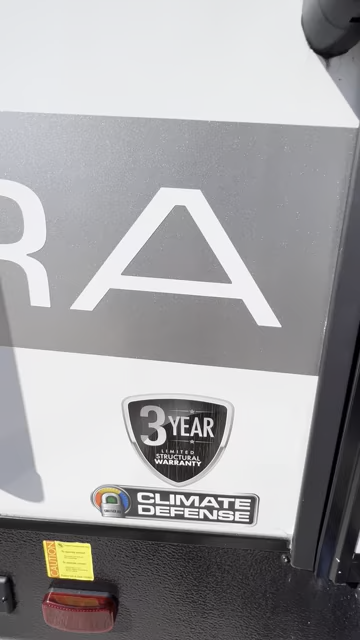 RA
3 YEAR
LIMITED
STRUCTURAL
WARRANTY
CLIMATE
DEFENSE
CAUTION